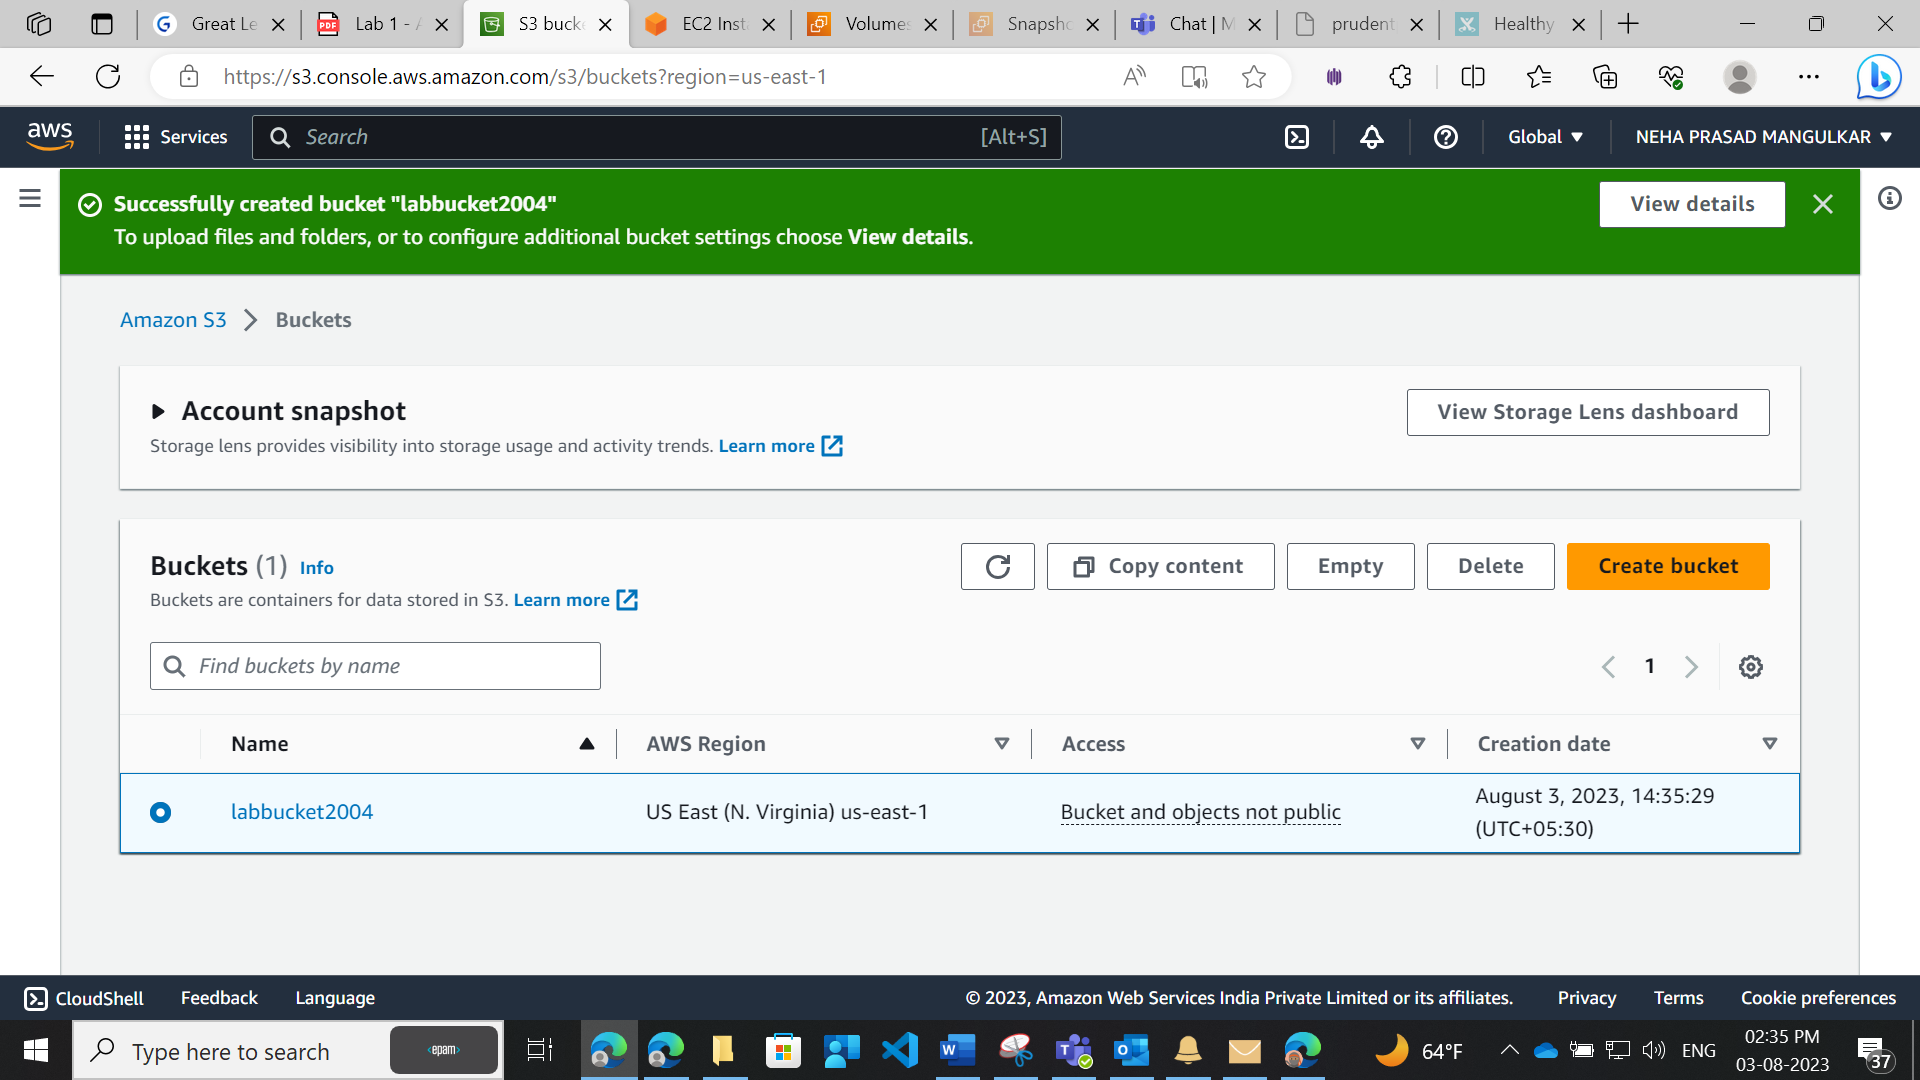 Great Le
Lab 1 - A
S3 bucke
EC2 Inst
Volumes
Snapsho
Chat | M
prudent
Healthy
https://s3.console.aws.amazon.com/s3/buckets?region=us-east-1
aws
Services
Search
[Alt+S]
Global
NEHA PRASAD MANGULKAR
Successfully created bucket "labbucket2004"
To upload files and folders, or to configure additional bucket settings choose View details.
View details
Amazon S3
Buckets
Account snapshot
Storage lens provides visibility into storage usage and activity trends. Learn more
View Storage Lens dashboard
Buckets (1) Info
Buckets are containers for data stored in S3. Learn more
Copy content
Empty
Delete
Create bucket
Find buckets by name
1
Name
AWS Region
Access
Creation date
labbucket2004
US East (N. Virginia) us-east-1
Bucket and objects not public
August 3, 2023, 14:35:29
(UTC+05:30)
CloudShell
Feedback
Language
© 2023, Amazon Web Services India Private Limited or its affiliates.
Privacy
Terms
Cookie preferences
Type here to search
<epam>
64°F
ENG
02:35 PM
03-08-2023
37